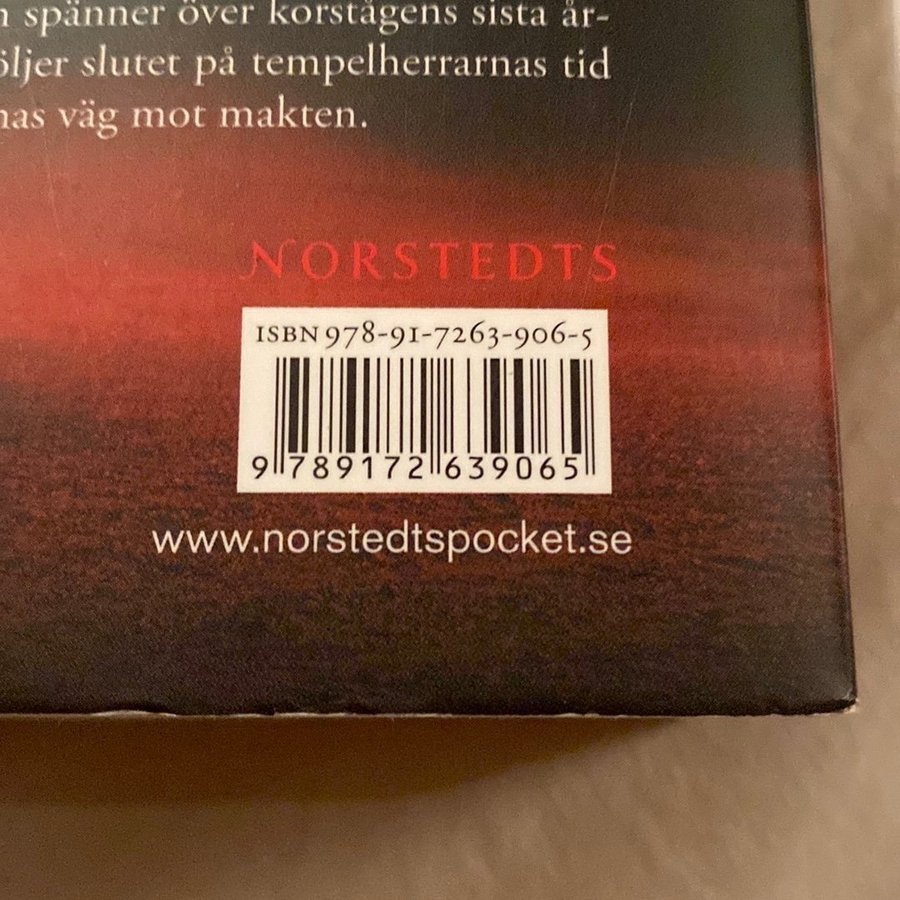 spänner över korstågens sista år-
öljer slutet på tempelherrarnas tid
nas väg mot makten.
NORSTEDTS
ISBN 978-91-7263-906-5
9 789172 639065
www.norstedtspocket.se